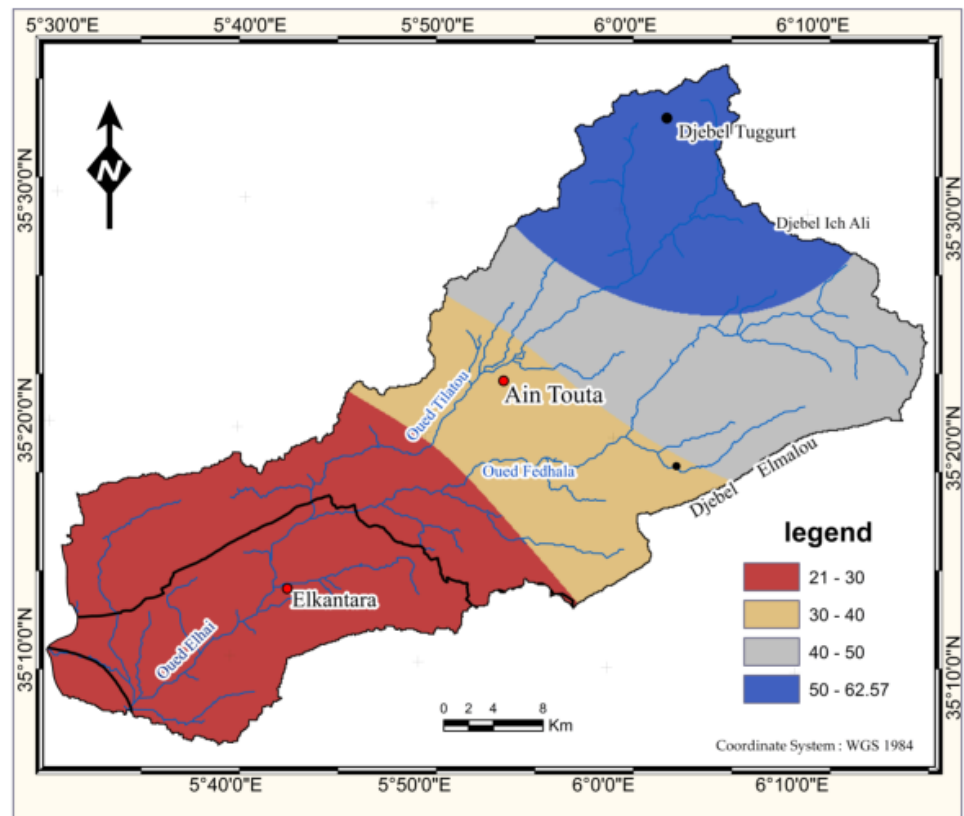 5°30'0"E 5°40'0"E 5°50'0"E 6°0'0"E 6°10'0"E
N
Djebel Tuggurt
35°30'0"N
35°30'0"N
Djebel Ich Ali
Oued Tilatou
Ain Touta
35°20'0"N
35°20'0"N
Oued Fedhala
Djebel Elmalou
legend
21 - 30
30 - 40
40 - 50
50 - 62.57
Elkantara
Oued Elhai
35°10'0"N
35°10'0"N
0 2 4 8
Km
Coordinate System : WGS 1984
5°40'0"E 5°50'0"E 6°0'0"E 6°10'0"E